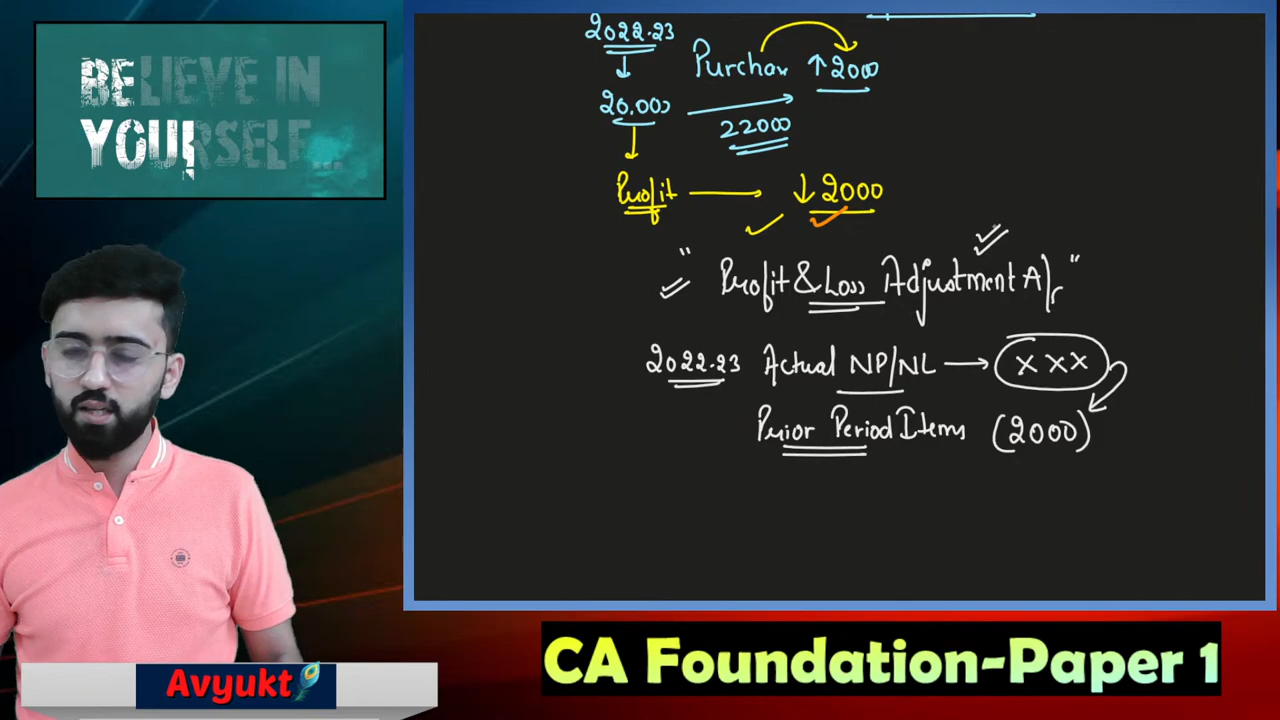 BELIEVE IN
YOURSELF...
2022-23
Purchase ↑ 2000
20,000
22000
Profit ↓ 2000
" Profit & Loss Adjustment A/c "
2022-23 Actual NP/NL → XXX
Prior Period Items (2000)
Avyukt
CA Foundation-Paper 1